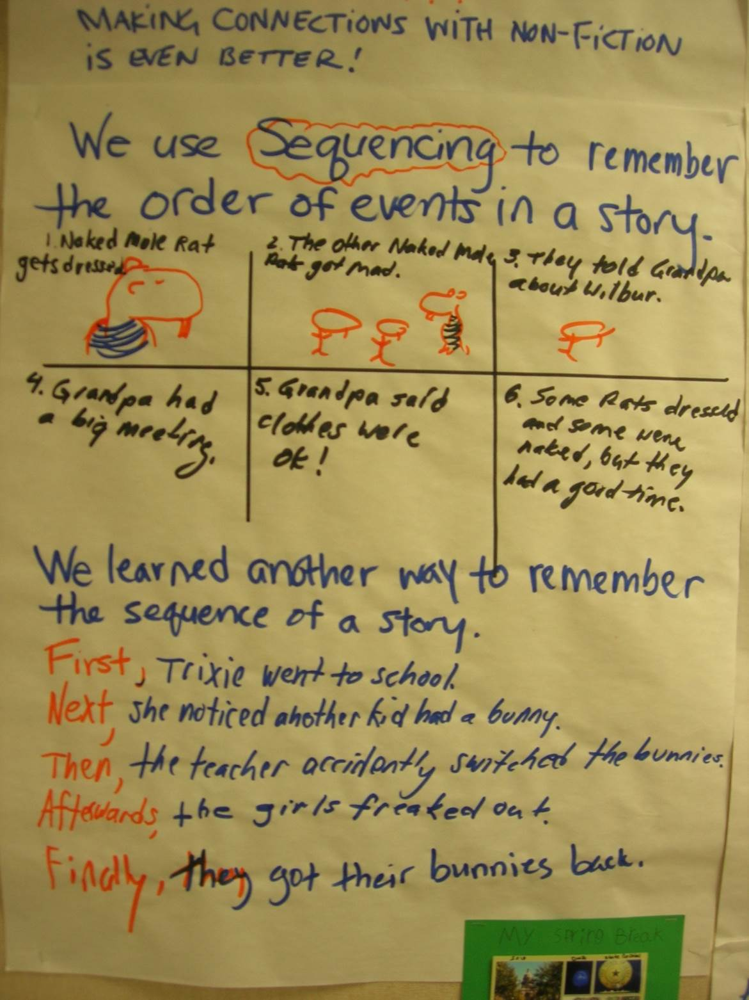 MAKING CONNECTIONS WITH NON-FICTION
IS EVEN BETTER!
We use Sequencing to remember
the order of events in a story.
1. Naked Mole Rat
gets dressed
2. The other Naked Mole
Rats got mad.
3. They told Grandpa
about Wilbur.
4. Grandpa had
a big meeting.
5. Grandpa said
clothes were
ok!
6. Some Rats dressed
and some were
naked, but they
had a good time.
We learned another way to remember
the sequence of a story.
First, Trixie went to school.
Next, she noticed another kid had a bunny.
Then, the teacher accidently switched the bunnies.
Afterwards, the girls freaked out.
Finally, they got their bunnies back.
My Spring Break